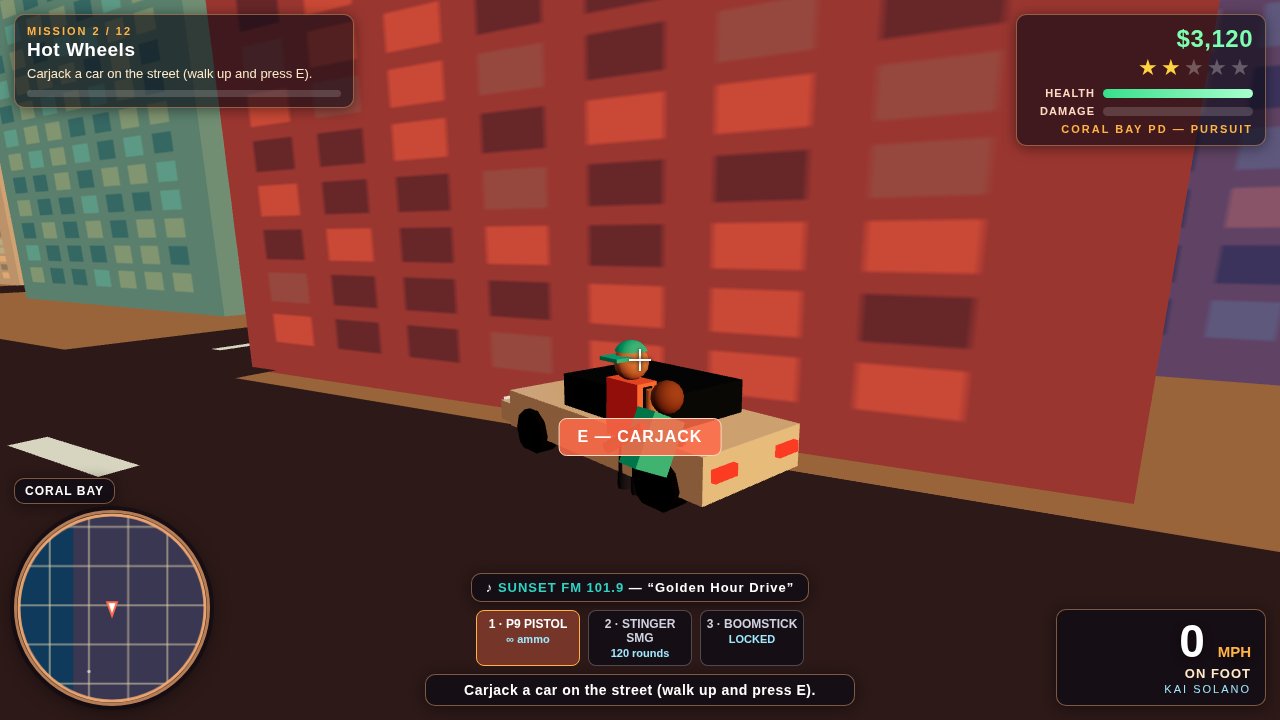 MISSION 2 / 12
Hot Wheels
Carjack a car on the street (walk up and press E).
$3,120
★★★★★
HEALTH
DAMAGE
CORAL BAY PD — PURSUIT
E — CARJACK
CORAL BAY
♪ SUNSET FM 101.9 — “Golden Hour Drive”
1 · P9 PISTOL
∞ ammo
2 · STINGER
SMG
120 rounds
3 · BOOMSTICK
LOCKED
Carjack a car on the street (walk up and press E).
0 MPH
ON FOOT
KAI SOLANO